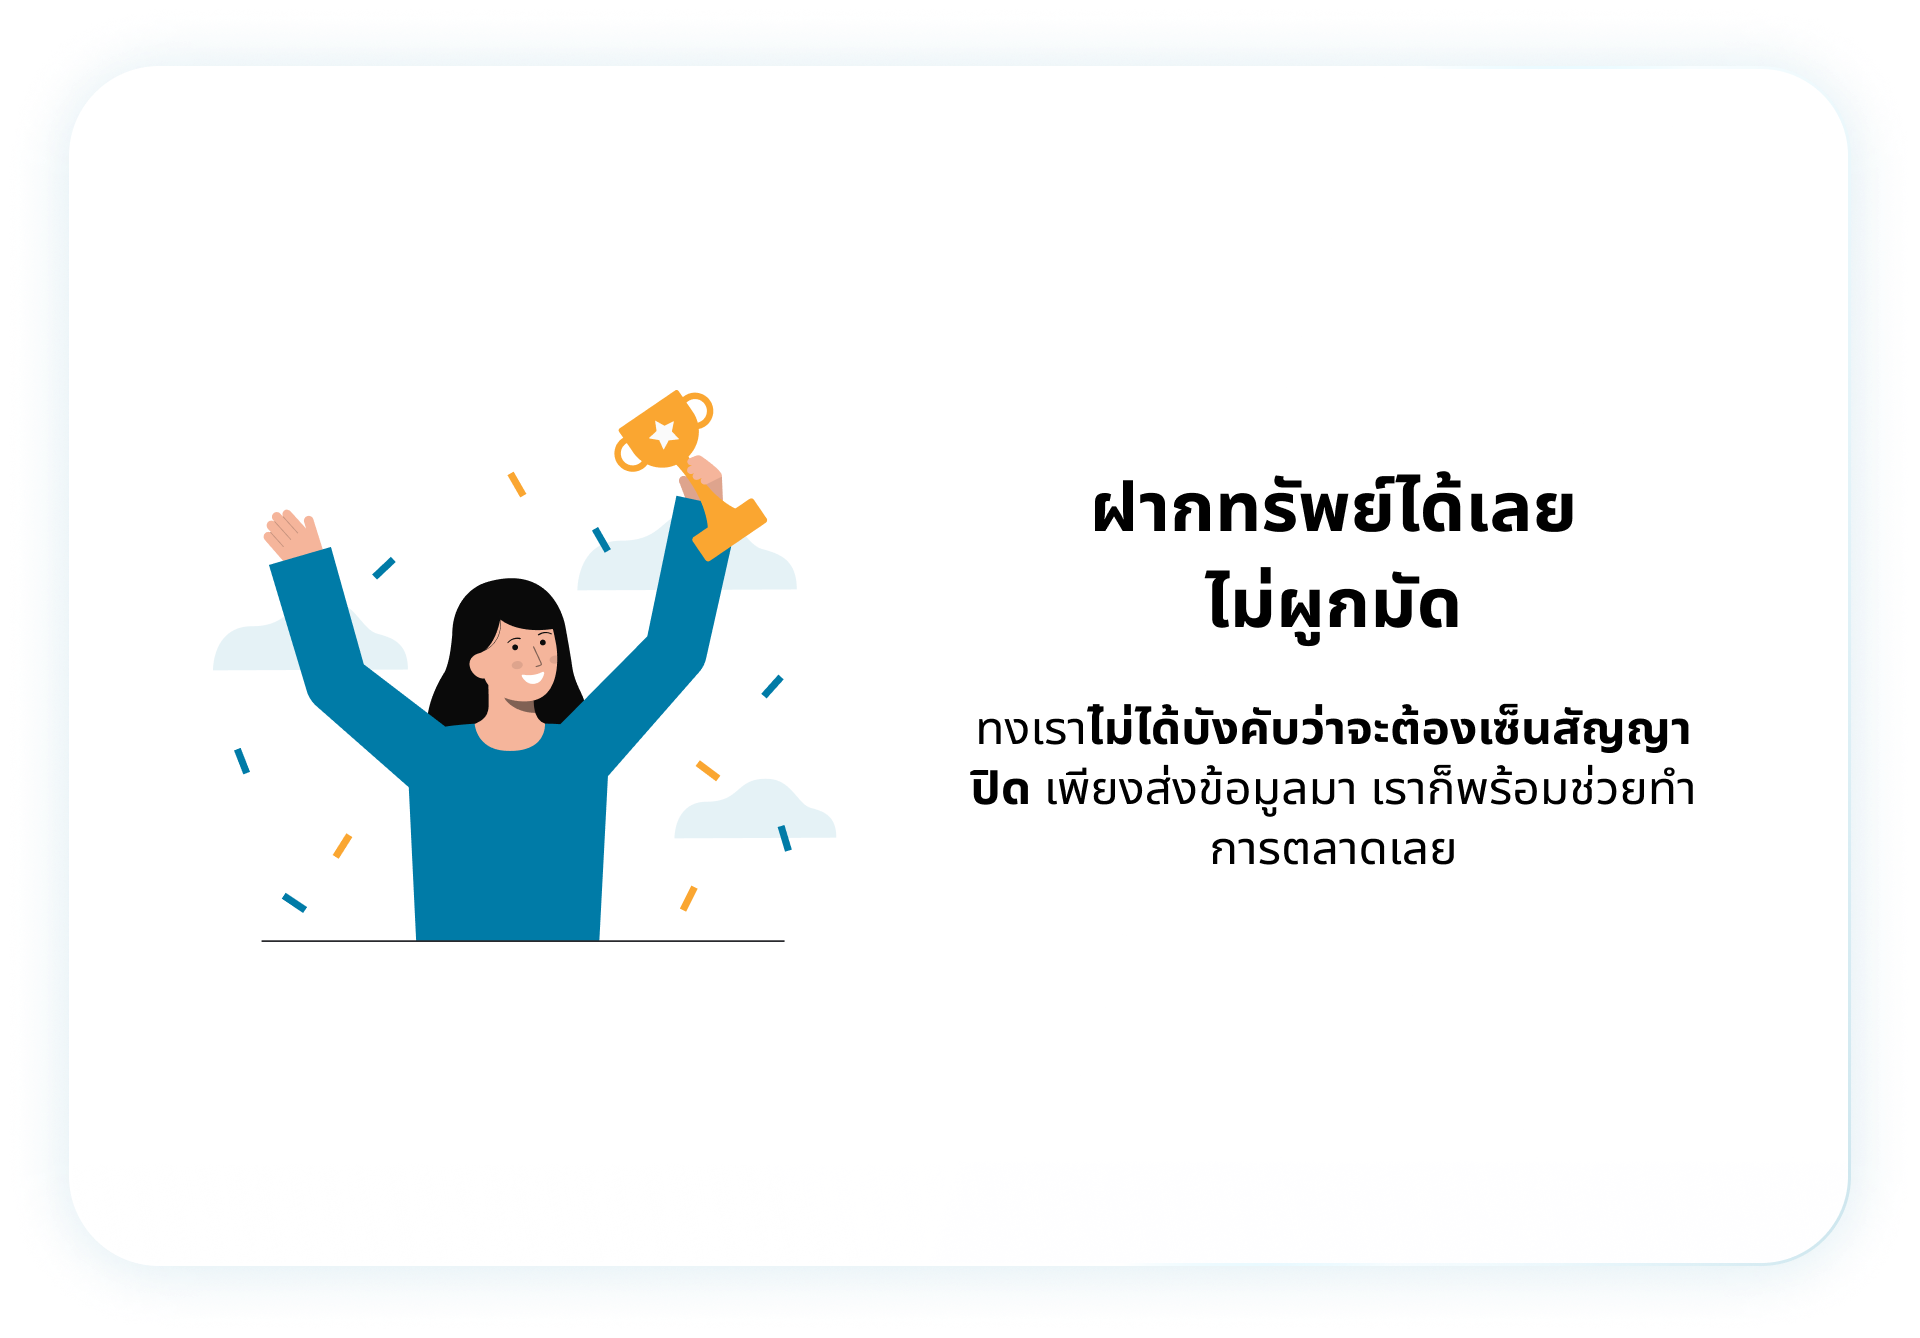 ฝากทรัพย์ได้เลย
ไม่ผูกมัด
ทงเราไม่ได้บังคับว่าจะต้องเซ็นสัญญา
ปิด เพียงส่งข้อมูลมา เราก็พร้อมช่วยทำ
การตลาดเลย